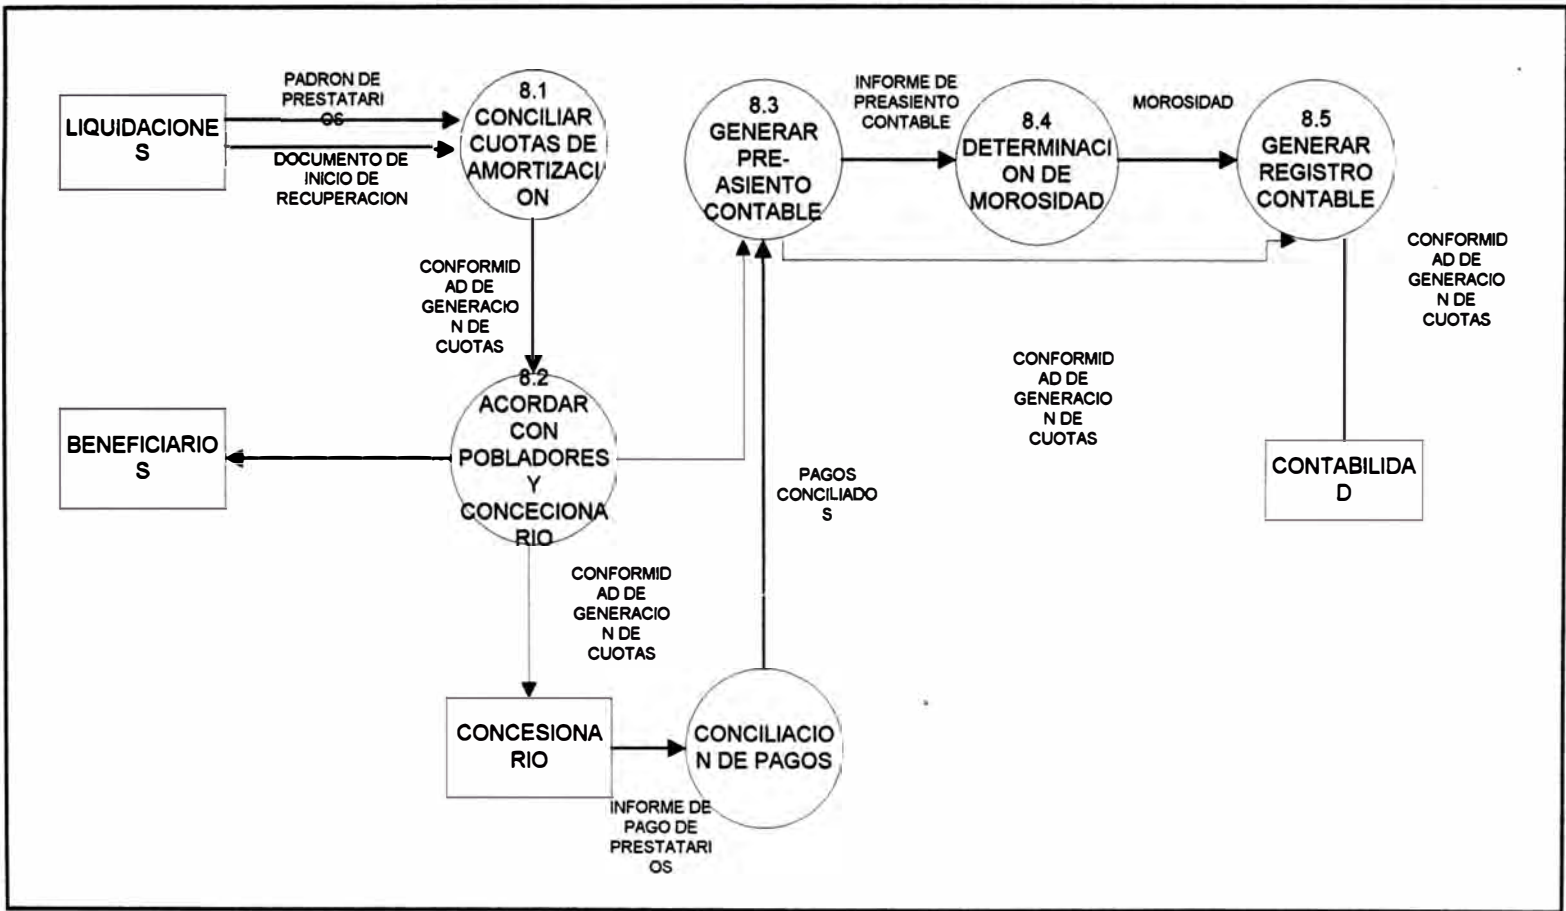 PADRON DE
PRESTATARI
OS
LIQUIDACIONE
S
DOCUMENTO DE
INICIO DE
RECUPERACION
8.1
CONCILIAR
CUOTAS DE
AMORTIZACI
ON
8.3
GENERAR
PRE-
ASIENTO
CONTABLE
INFORME DE
PREASIENTO
CONTABLE
8.4
DETERMINACI
ON DE
MOROSIDAD
MOROSIDAD
8.5
GENERAR
REGISTRO
CONTABLE
CONFORMID
AD DE
GENERACIO
N DE
CUOTAS
CONFORMID
AD DE
GENERACIO
N DE
CUOTAS
CONFORMID
AD DE
GENERACIO
N DE
CUOTAS
8.2
ACORDAR
CON
POBLADORES
Y
CONCECIONA
RIO
BENEFICIARIO
S
PAGOS
CONCILIADO
S
CONTABILIDA
D
CONFORMID
AD DE
GENERACIO
N DE
CUOTAS
CONCESIONA
RIO
CONCILIACIO
N DE PAGOS
INFORME DE
PAGO DE
PRESTATARI
OS